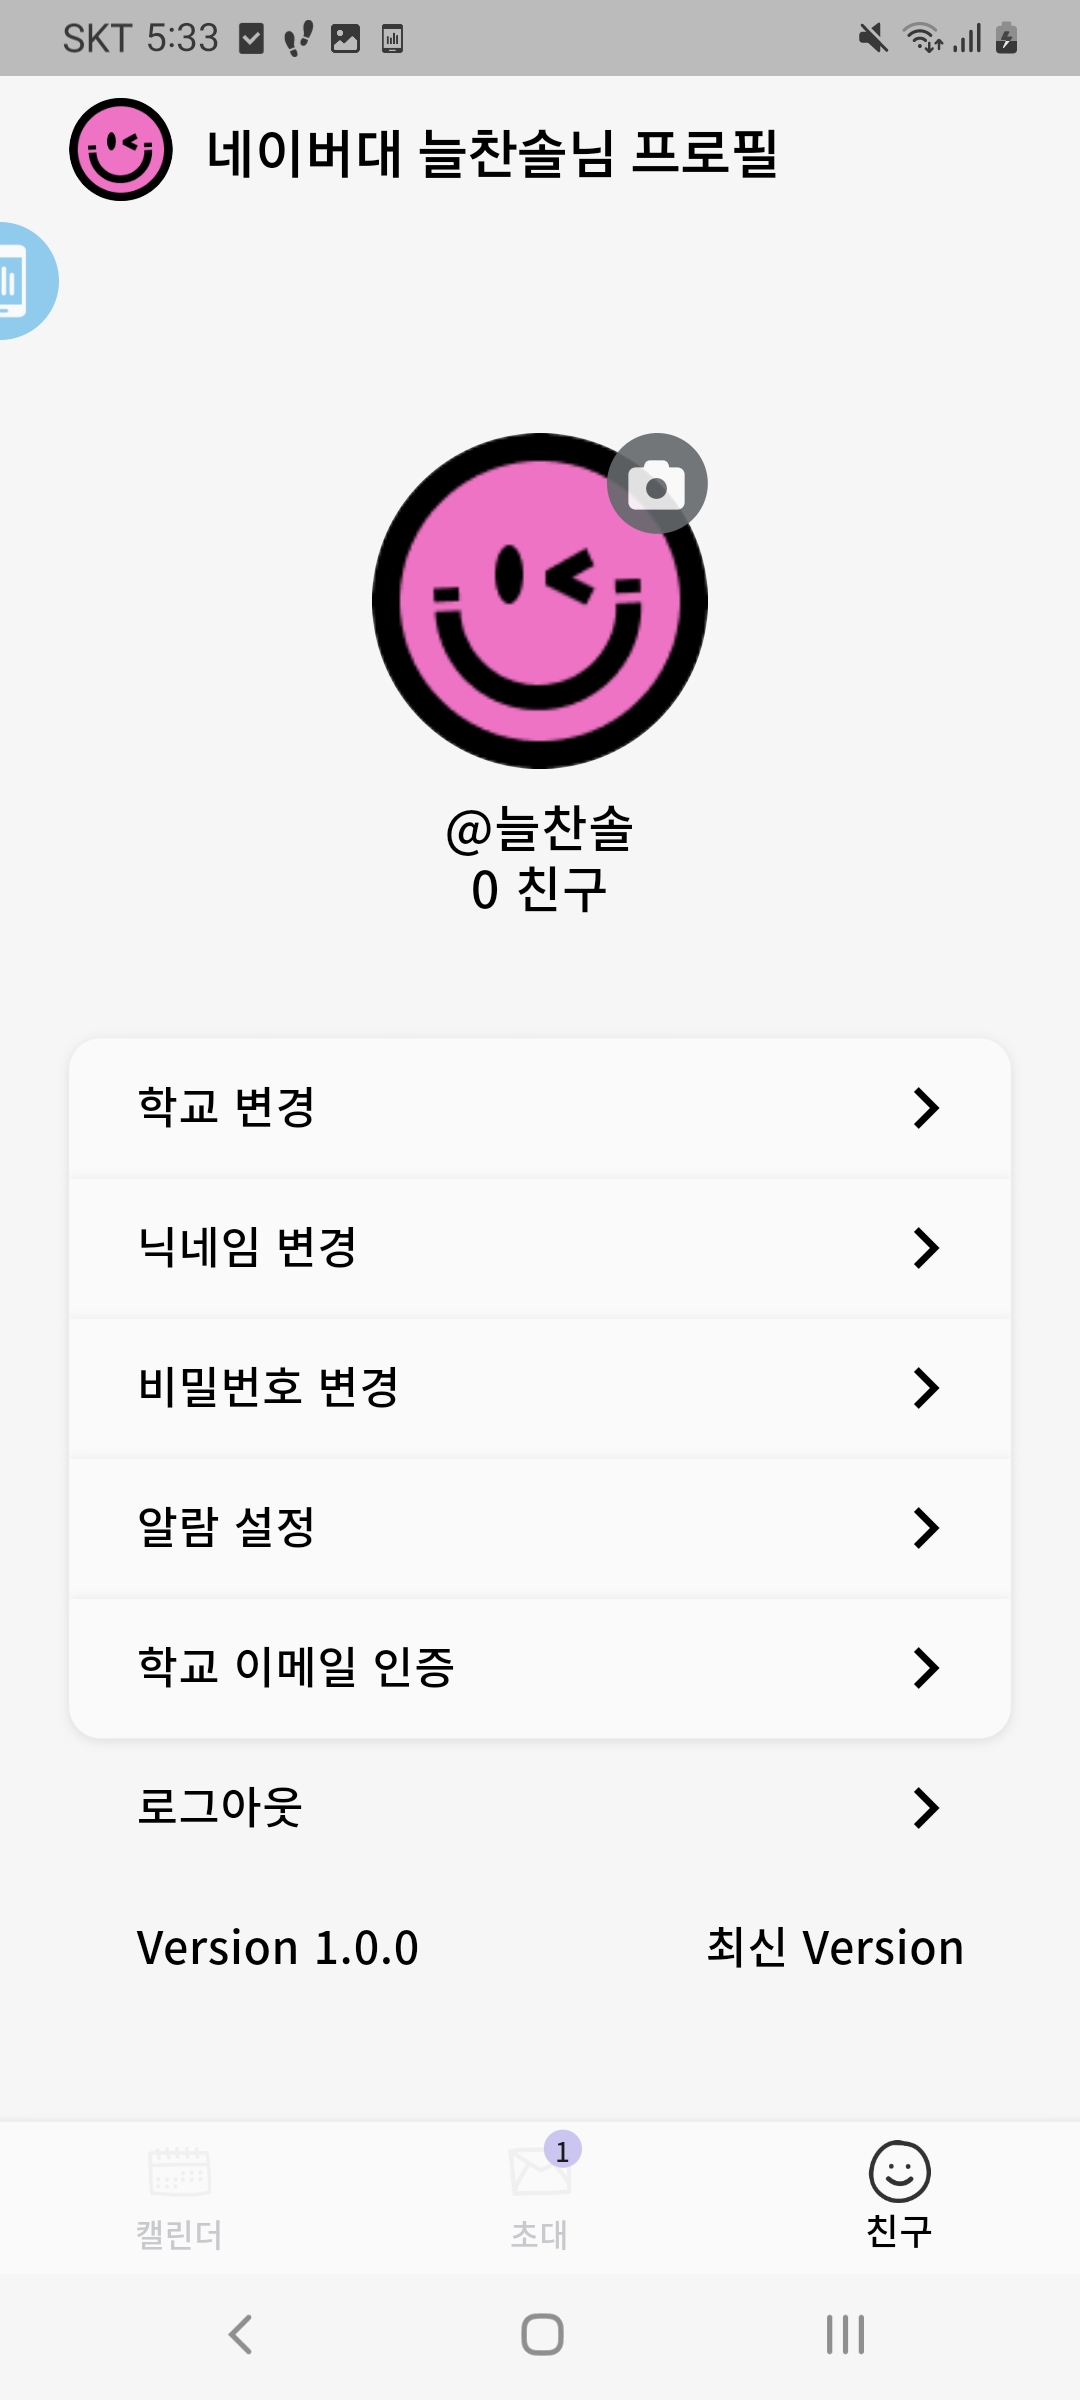 SKT 5:33
네이버대 늘찬솔님 프로필
@늘찬솔
0 친구
학교 변경
닉네임 변경
비밀번호 변경
알람 설정
학교 이메일 인증
로그아웃
Version 1.0.0 최신 Version
1
캘린더 초대 친구